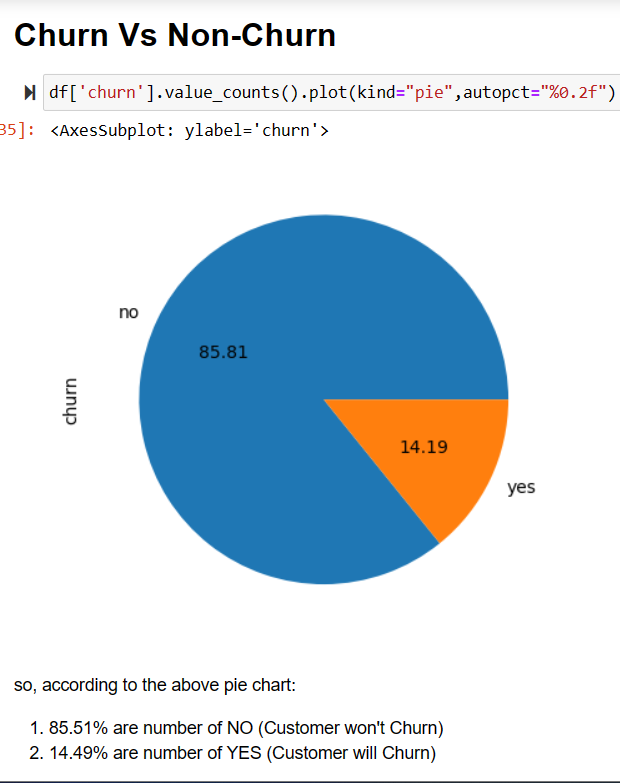 Churn Vs Non-Churn
df['churn'].value_counts().plot(kind="pie",autopct="%0.2f")
35]: <AxesSubplot: ylabel='churn'>
no
85.81
churn
14.19
yes
so, according to the above pie chart:
1. 85.51% are number of NO (Customer won't Churn)
2. 14.49% are number of YES (Customer will Churn)